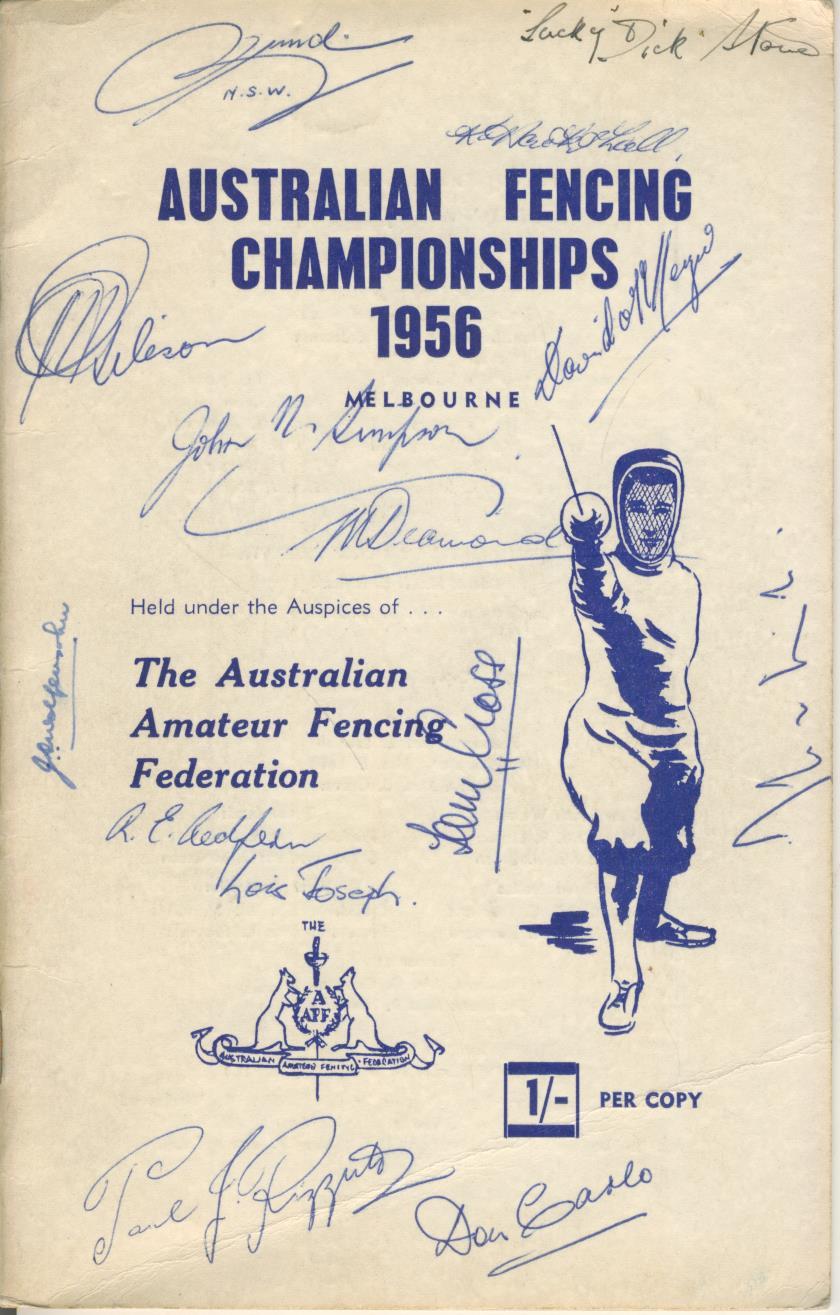 "Lucky" Dick Stone
N.S.W.
AUSTRALIAN FENCING
CHAMPIONSHIPS
1956
MELBOURNE
John N. Simpson
M Diamond
Held under the Auspices of . . .
The Australian
Amateur Fencing
Federation
R. E. Redfern
Lois Joseph.
THE
A
AFF
AUSTRALIAN AMATEUR FENCING FEDERATION
1/- PER COPY
Paul J. Rizzuto
Don Carlo